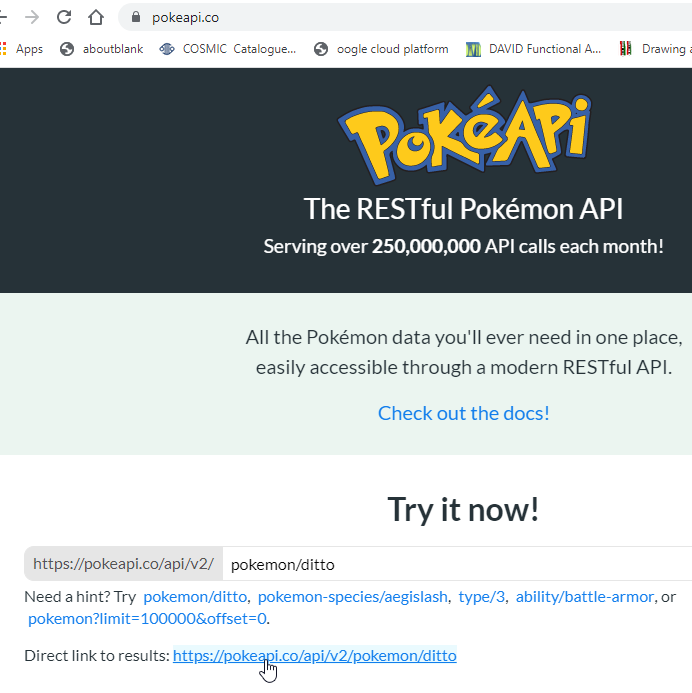 pokeapi.co
Apps aboutblank COSMIC Catalogue... oogle cloud platform DAVID Functional A... Drawing a
PokéAPi
The RESTful Pokémon API
Serving over 250,000,000 API calls each month!
All the Pokémon data you'll ever need in one place,
easily accessible through a modern RESTful API.
Check out the docs!
Try it now!
https://pokeapi.co/api/v2/ pokemon/ditto
Need a hint? Try pokemon/ditto, pokemon-species/aegislash, type/3, ability/battle-armor, or
pokemon?limit=100000&offset=0.
Direct link to results: https://pokeapi.co/api/v2/pokemon/ditto